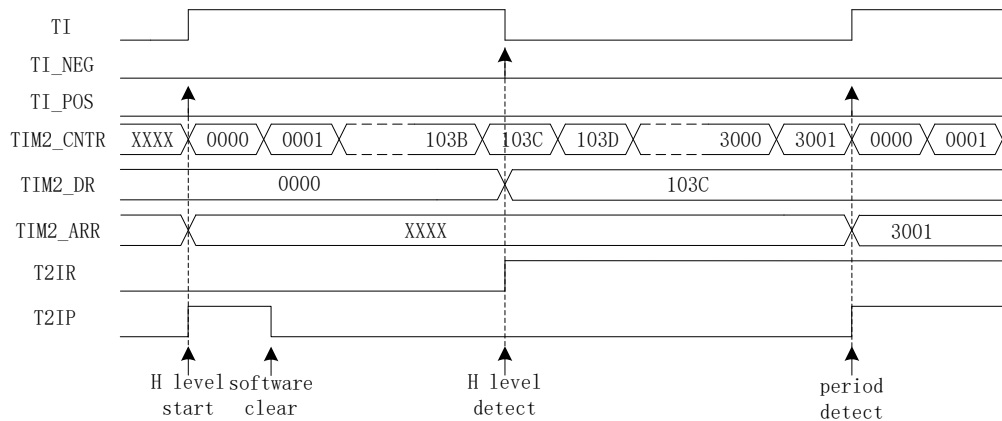 TI
TI_NEG
TI_POS
TIM2_CNTR XXXX 0000 0001 103B 103C 103D 3000 3001 0000 0001
TIM2_DR 0000 103C
TIM2_ARR XXXX 3001
T2IR
T2IP
H level software H level period
start clear detect detect